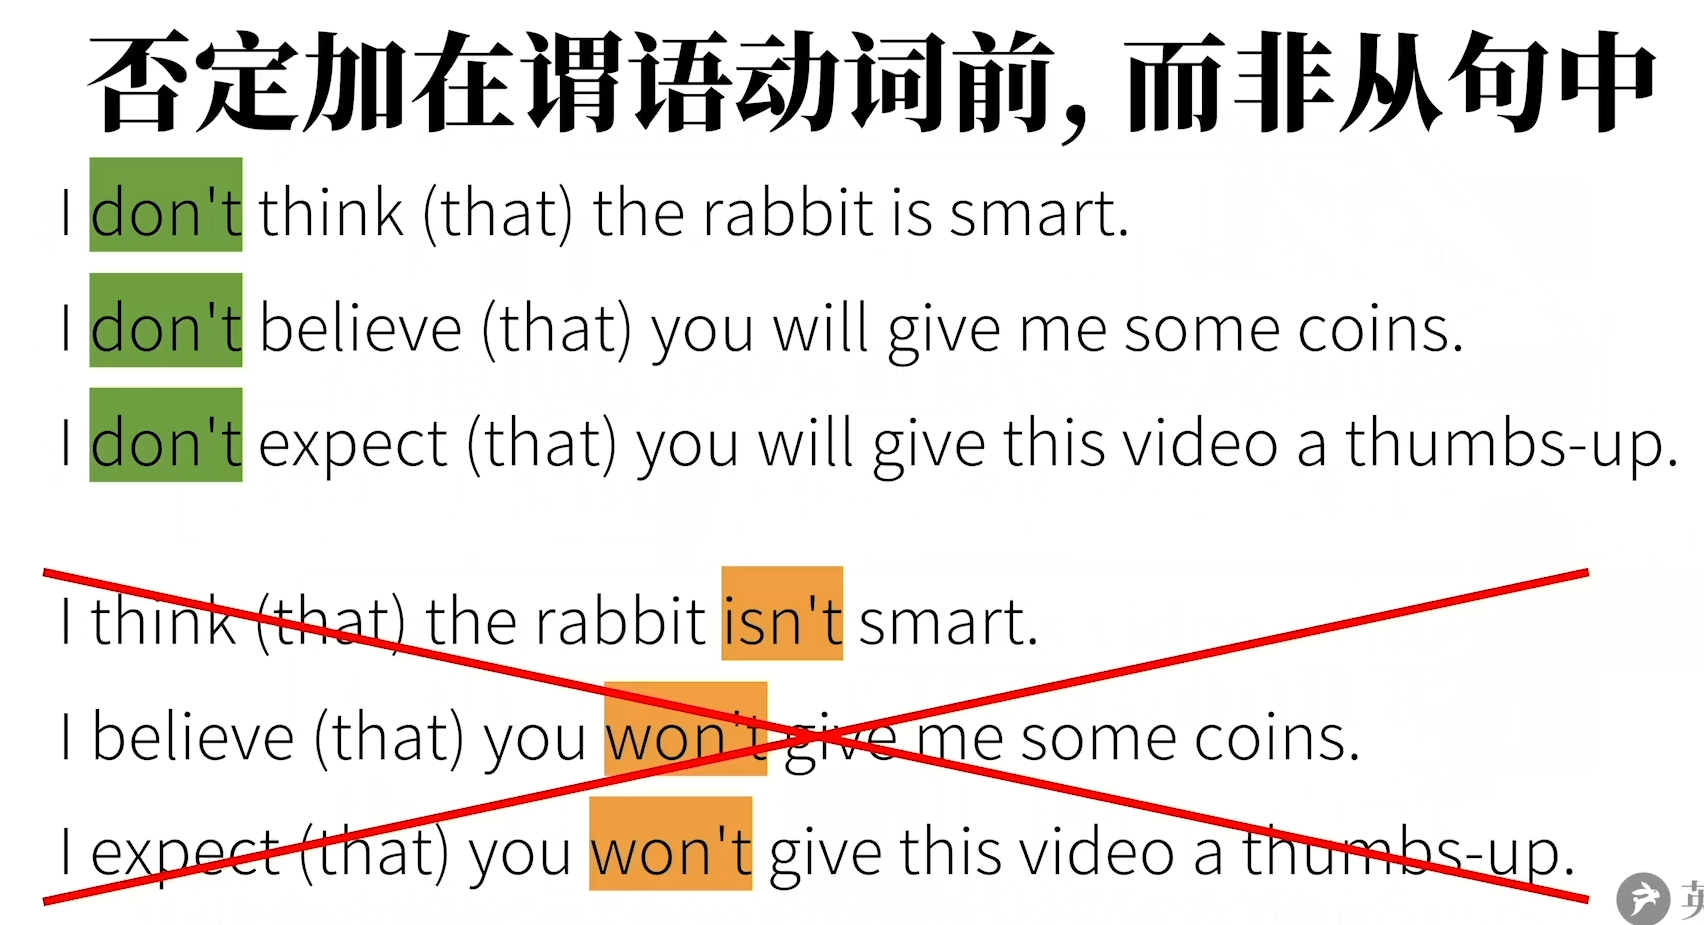 否定加在谓语动词前，而非从句中
I don't think (that) the rabbit is smart.
I don't believe (that) you will give me some coins.
I don't expect (that) you will give this video a thumbs-up.
I think (that) the rabbit isn't smart.
I believe (that) you won't give me some coins.
I expect (that) you won't give this video a thumbs-up.